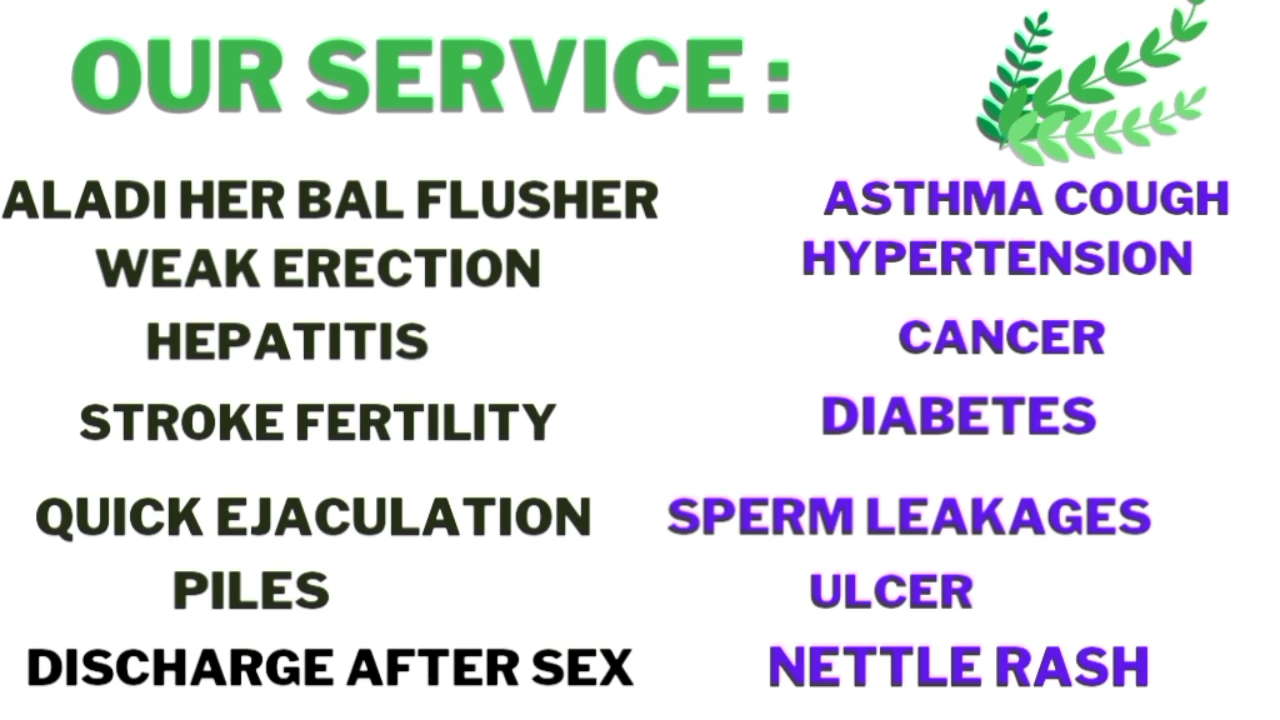 OUR SERVICE :
ALADI HER BAL FLUSHER
WEAK ERECTION
HEPATITIS
STROKE FERTILITY
QUICK EJACULATION
PILES
DISCHARGE AFTER SEX
ASTHMA COUGH
HYPERTENSION
CANCER
DIABETES
SPERM LEAKAGES
ULCER
NETTLE RASH